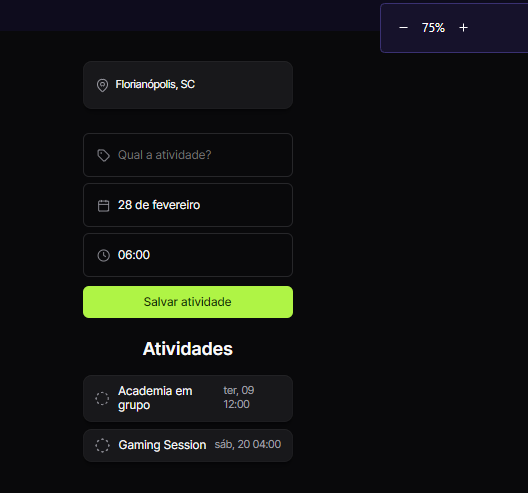 75%
Florianópolis, SC
Qual a atividade?
28 de fevereiro
06:00
Salvar atividade
Atividades
Academia em
grupo
ter, 09
12:00
Gaming Session sáb, 20 04:00